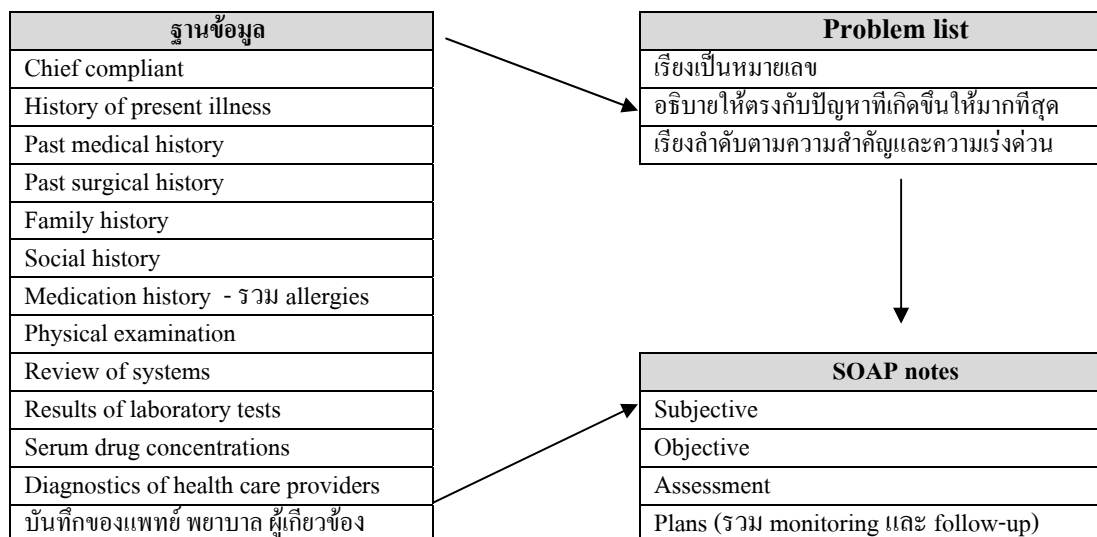 ฐานข้อมูล
Chief compliant
History of present illness
Past medical history
Past surgical history
Family history
Social history
Medication history - รวม allergies
Physical examination
Review of systems
Results of laboratory tests
Serum drug concentrations
Diagnostics of health care providers
บันทึกของแพทย์ พยาบาล ผู้เกี่ยวข้อง
Problem list
เรียงเป็นหมายเลข
อธิบายให้ตรงกับปัญหาที่เกิดขึ้นให้มากที่สุด
เรียงลำดับตามความสำคัญและความเร่งด่วน
SOAP notes
Subjective
Objective
Assessment
Plans (รวม monitoring และ follow-up)